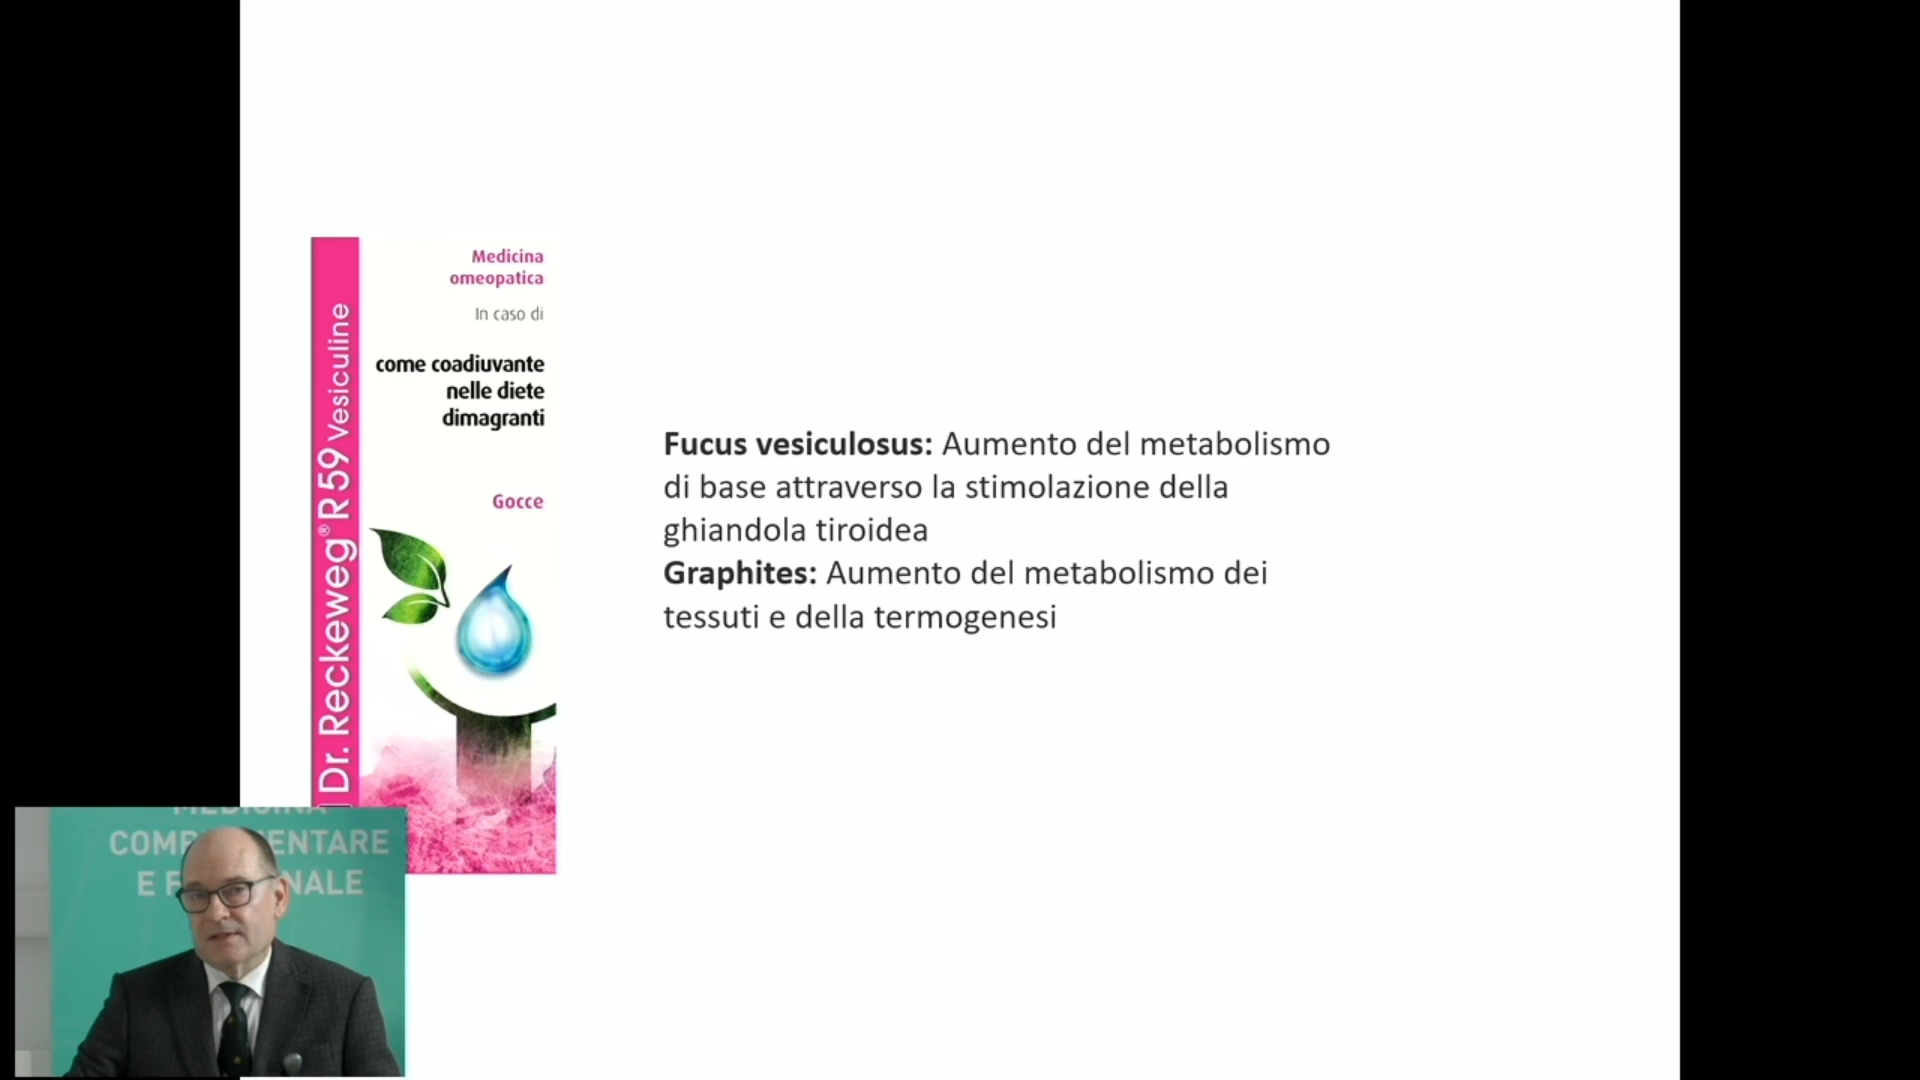 Medicina
omeopatica
In caso di
come coadiuvante
nelle diete
dimagranti
Gocce
Dr. Reckeweg® R 59 Vesiculine
Fucus vesiculosus: Aumento del metabolismo
di base attraverso la stimolazione della
ghiandola tiroidea
Graphites: Aumento del metabolismo dei
tessuti e della termogenesi
MEDICINA